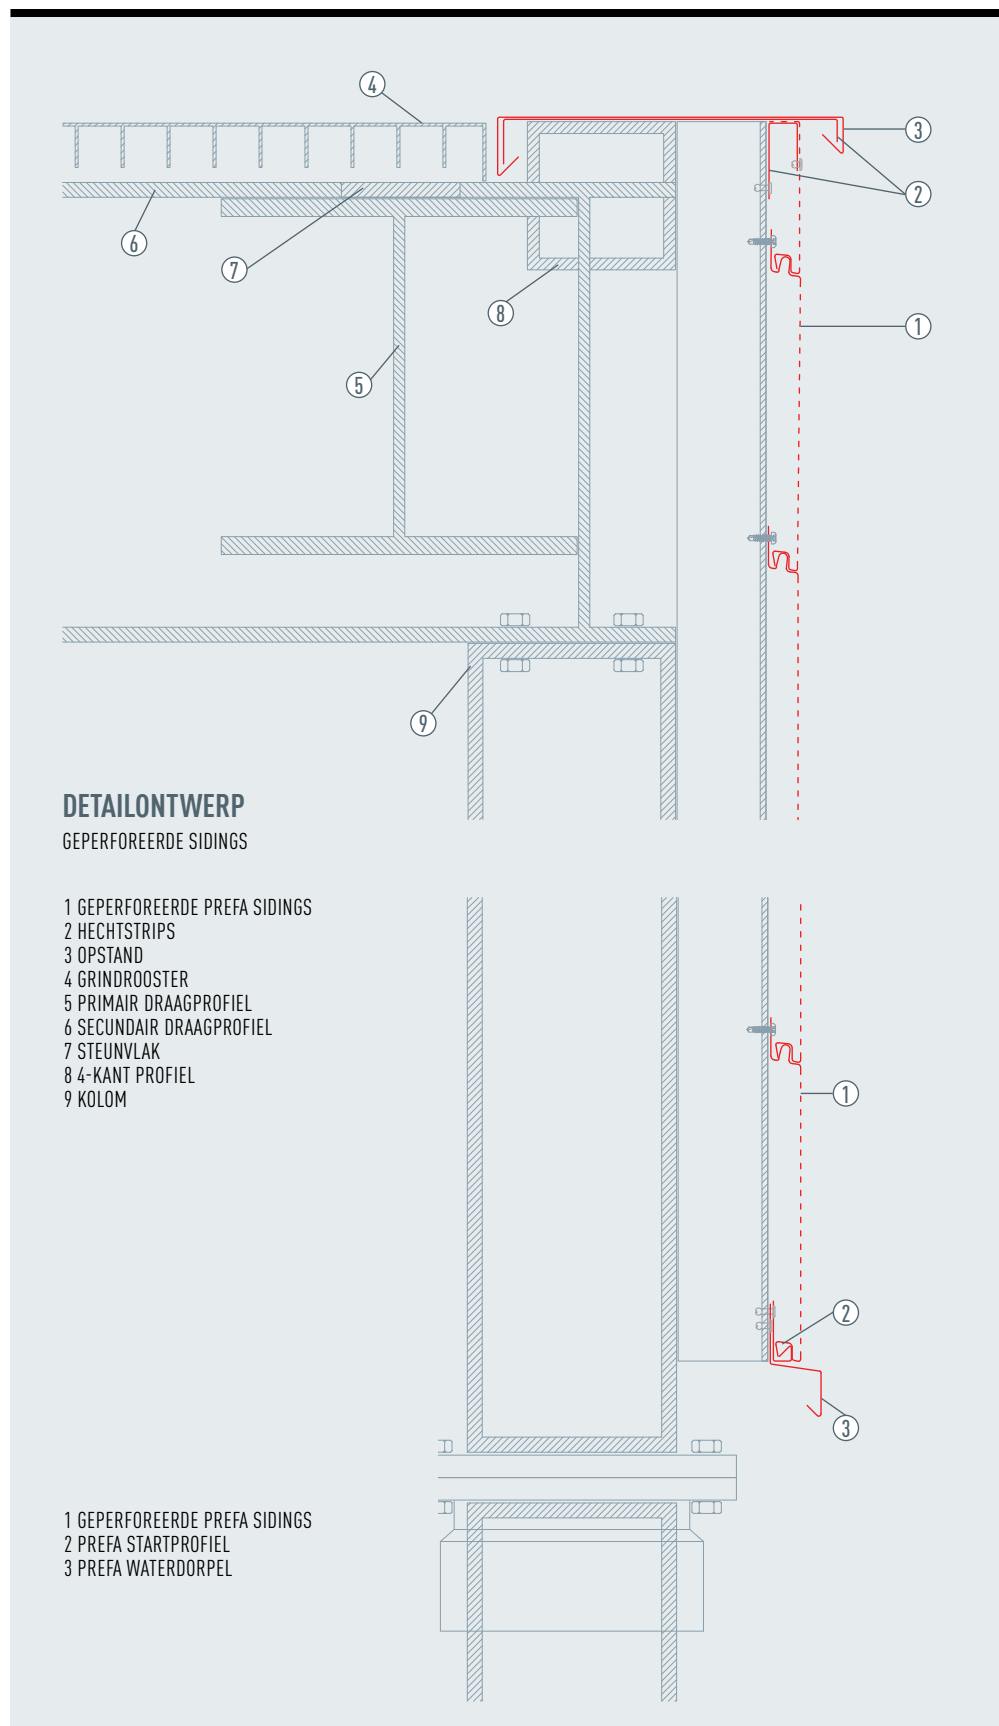 4
3
2
6
7
8
1
5
9
DETAILONTWERP
GEPERFOREERDE SIDINGS
1 GEPERFOREERDE PREFA SIDINGS
2 HECHTSTRIPS
3 OPSTAND
4 GRINDROOSTER
5 PRIMAIR DRAAGPROFIEL
6 SECUNDAIR DRAAGPROFIEL
7 STEUNVLAK
8 4-KANT PROFIEL
9 KOLOM
1
2
3
1 GEPERFOREERDE PREFA SIDINGS
2 PREFA STARTPROFIEL
3 PREFA WATERDORPEL